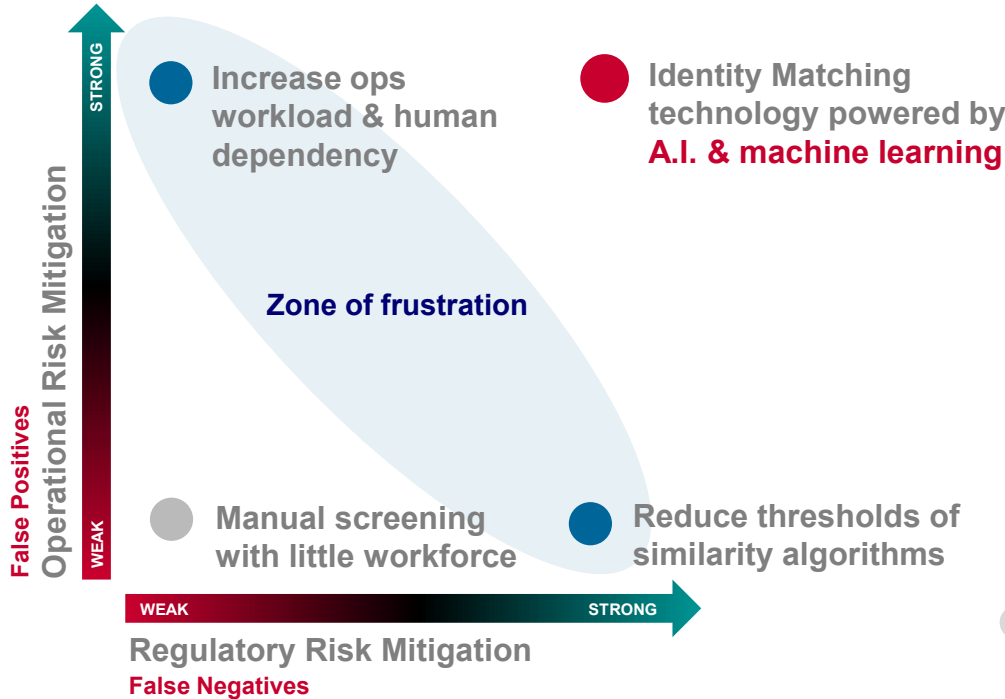 STRONG
Increase ops
workload & human
dependency
Identity Matching
technology powered by
A.I. & machine learning
Operational Risk Mitigation
False Positives
Zone of frustration
WEAK
Manual screening
with little workforce
Reduce thresholds of
similarity algorithms
WEAK
STRONG
Regulatory Risk Mitigation
False Negatives